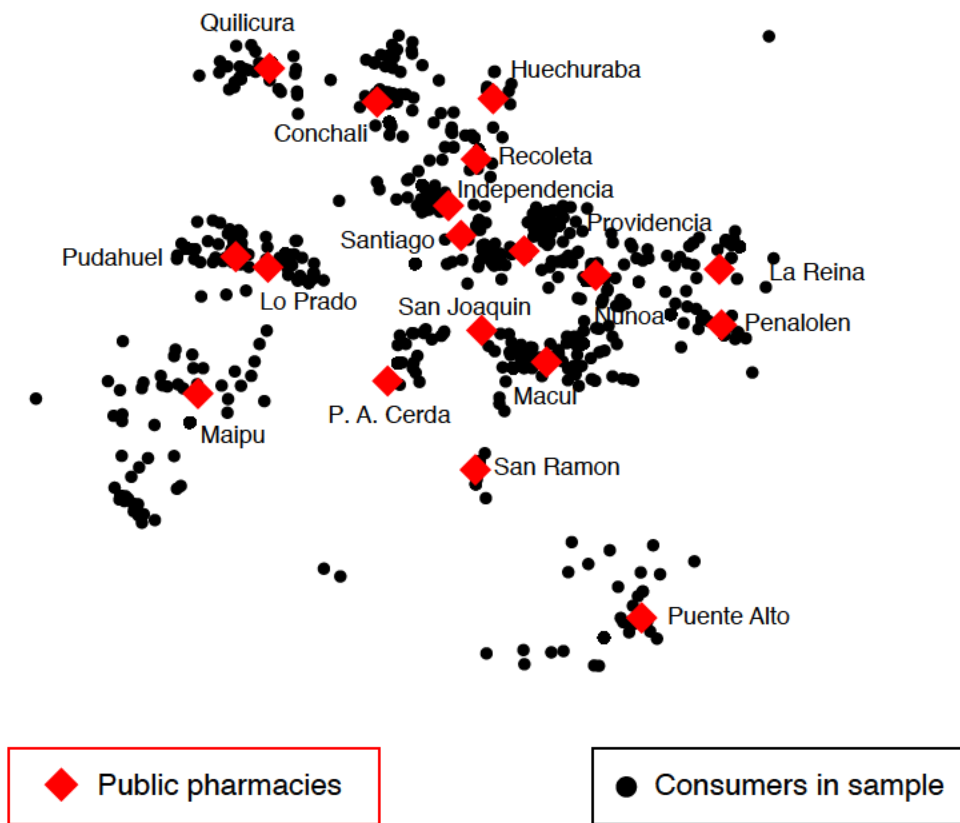 Quilicura
Huechuraba
Conchali
Recoleta
Independencia
Providencia
Santiago
Pudahuel
La Reina
Lo Prado
San Joaquin
Nunoa
Penalolen
Macul
P. A. Cerda
Maipu
San Ramon
Puente Alto
Public pharmacies
Consumers in sample